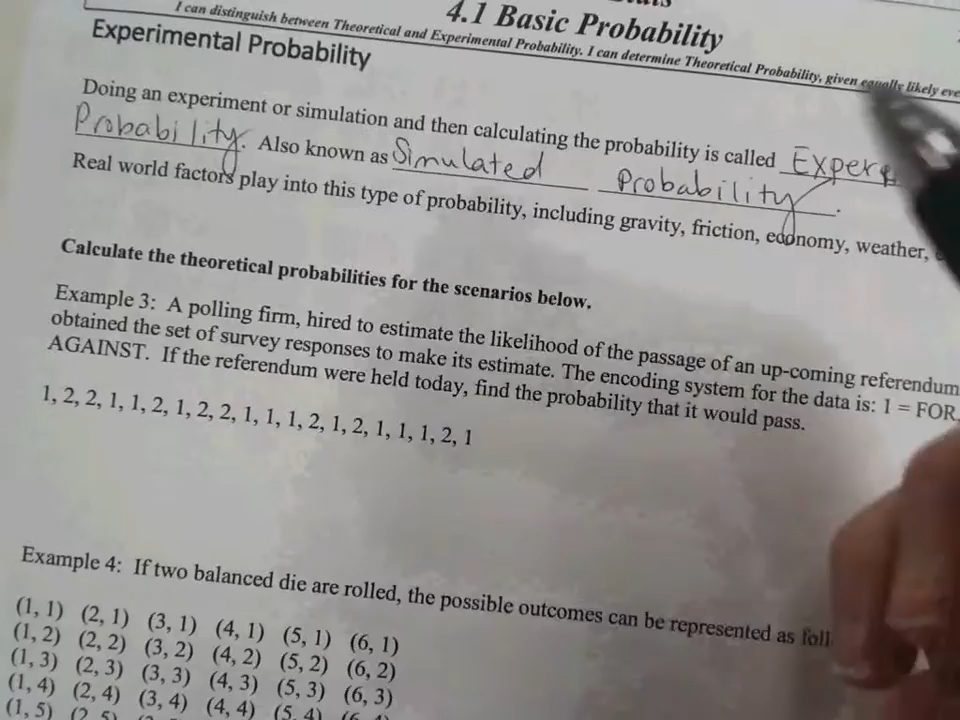 4.1 Basic Probability
I can distinguish between Theoretical and Experimental Probability. I can determine Theoretical Probability, given equally likely
Experimental Probability
Doing an experiment or simulation and then calculating the probability is called
Probability. Also known as Simulated Probability.
Real world factors play into this type of probability, including gravity, friction, economy, weather,
Calculate the theoretical probabilities for the scenarios below.
Example 3: A polling firm, hired to estimate the likelihood of the passage of an up-coming referendum
obtained the set of survey responses to make its estimate. The encoding system for the data is: 1 = FOR,
AGAINST. If the referendum were held today, find the probability that it would pass.
1, 2, 2, 1, 1, 2, 1, 2, 2, 1, 1, 1, 2, 1, 2, 1, 1, 1, 2, 1
Example 4: If two balanced die are rolled, the possible outcomes can be represented as
(1, 1) (2, 1) (3, 1) (4, 1) (5, 1) (6, 1)
(1, 2) (2, 2) (3, 2) (4, 2) (5, 2) (6, 2)
(1, 3) (2, 3) (3, 3) (4, 3) (5, 3) (6, 3)
(1, 4) (2, 4) (3, 4) (4, 4) (5, 4)
(1, 5)